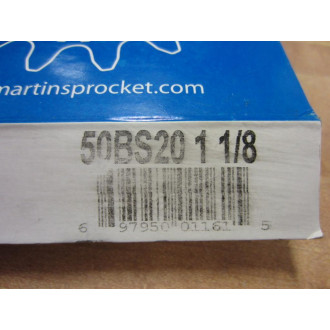 martinsprocket.com
50BS20 1 1/8
6 97950 01161 5